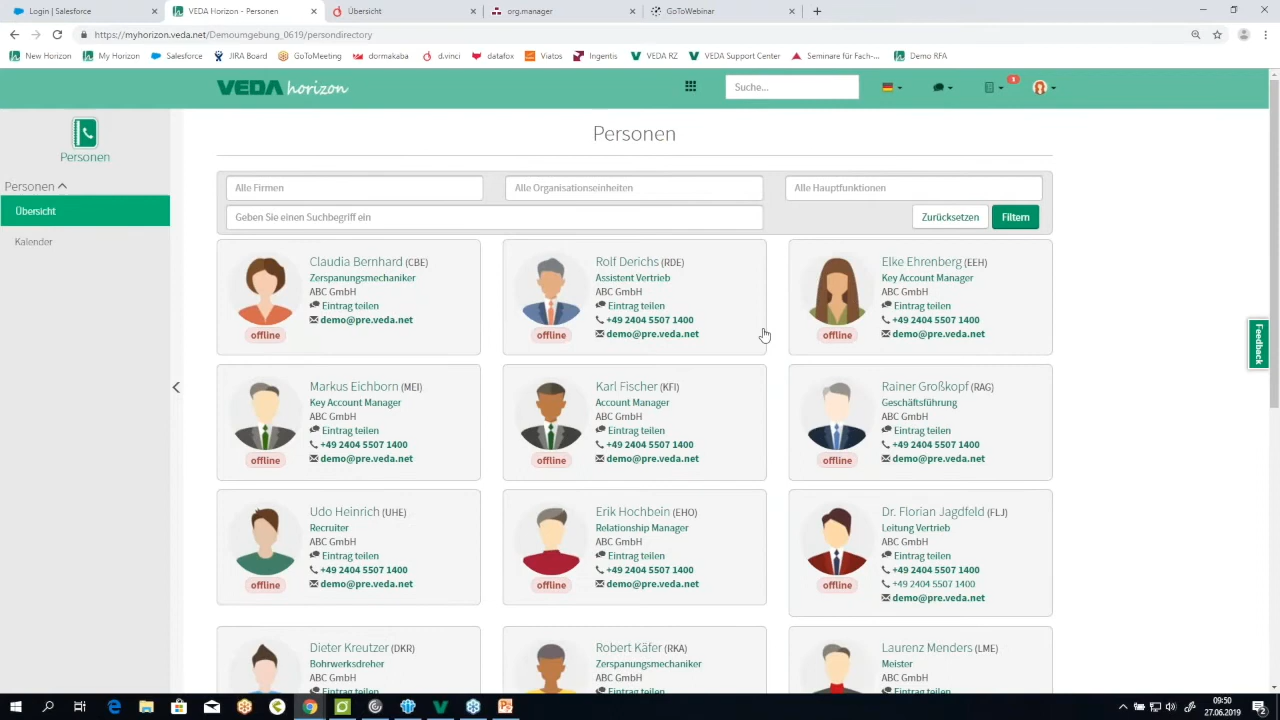 Login | Salesforce
VEDA Horizon - Personen
Übersicht
org.manager
GoToWebinar
https://myhorizon.veda.net/Demoumgebung_0619/persondirectory
New Horizon
My Horizon
Salesforce
JIRA Board
GoToMeeting
dormakaba
d.vinci
datafox
Viatos
Ingentis
VEDA RZ
VEDA Support Center
Seminare für Fach-...
Demo RFA
VEDA horizon
Suche...
1
Personen
Personen
Übersicht
Kalender
Personen
Alle Firmen
Alle Organisationseinheiten
Alle Hauptfunktionen
Geben Sie einen Suchbegriff ein
Zurücksetzen
Filtern
Claudia Bernhard (CBE)
Zerspanungsmechaniker
ABC GmbH
Eintrag teilen
demo@pre.veda.net
offline
Rolf Derichs (RDE)
Assistent Vertrieb
ABC GmbH
Eintrag teilen
+49 2404 5507 1400
demo@pre.veda.net
offline
Elke Ehrenberg (EEH)
Key Account Manager
ABC GmbH
Eintrag teilen
+49 2404 5507 1400
demo@pre.veda.net
offline
Feedback
Markus Eichborn (MEI)
Key Account Manager
ABC GmbH
Eintrag teilen
+49 2404 5507 1400
demo@pre.veda.net
offline
Karl Fischer (KFI)
Account Manager
ABC GmbH
Eintrag teilen
+49 2404 5507 1400
demo@pre.veda.net
offline
Rainer Großkopf (RAG)
Geschäftsführung
ABC GmbH
Eintrag teilen
+49 2404 5507 1400
demo@pre.veda.net
offline
Udo Heinrich (UHE)
Recruiter
ABC GmbH
Eintrag teilen
+49 2404 5507 1400
demo@pre.veda.net
offline
Erik Hochbein (EHO)
Relationship Manager
ABC GmbH
Eintrag teilen
+49 2404 5507 1400
demo@pre.veda.net
offline
Dr. Florian Jagdfeld (FLJ)
Leitung Vertrieb
ABC GmbH
Eintrag teilen
+49 2404 5507 1400
+49 2404 5507 1400
demo@pre.veda.net
offline
Dieter Kreutzer (DKR)
Bohrwerksdreher
ABC GmbH
Eintrag teilen
Robert Käfer (RKA)
Zerspanungsmechaniker
ABC GmbH
Eintrag teilen
Laurenz Menders (LME)
Meister
ABC GmbH
Eintrag teilen
09:50
27.06.2019
2